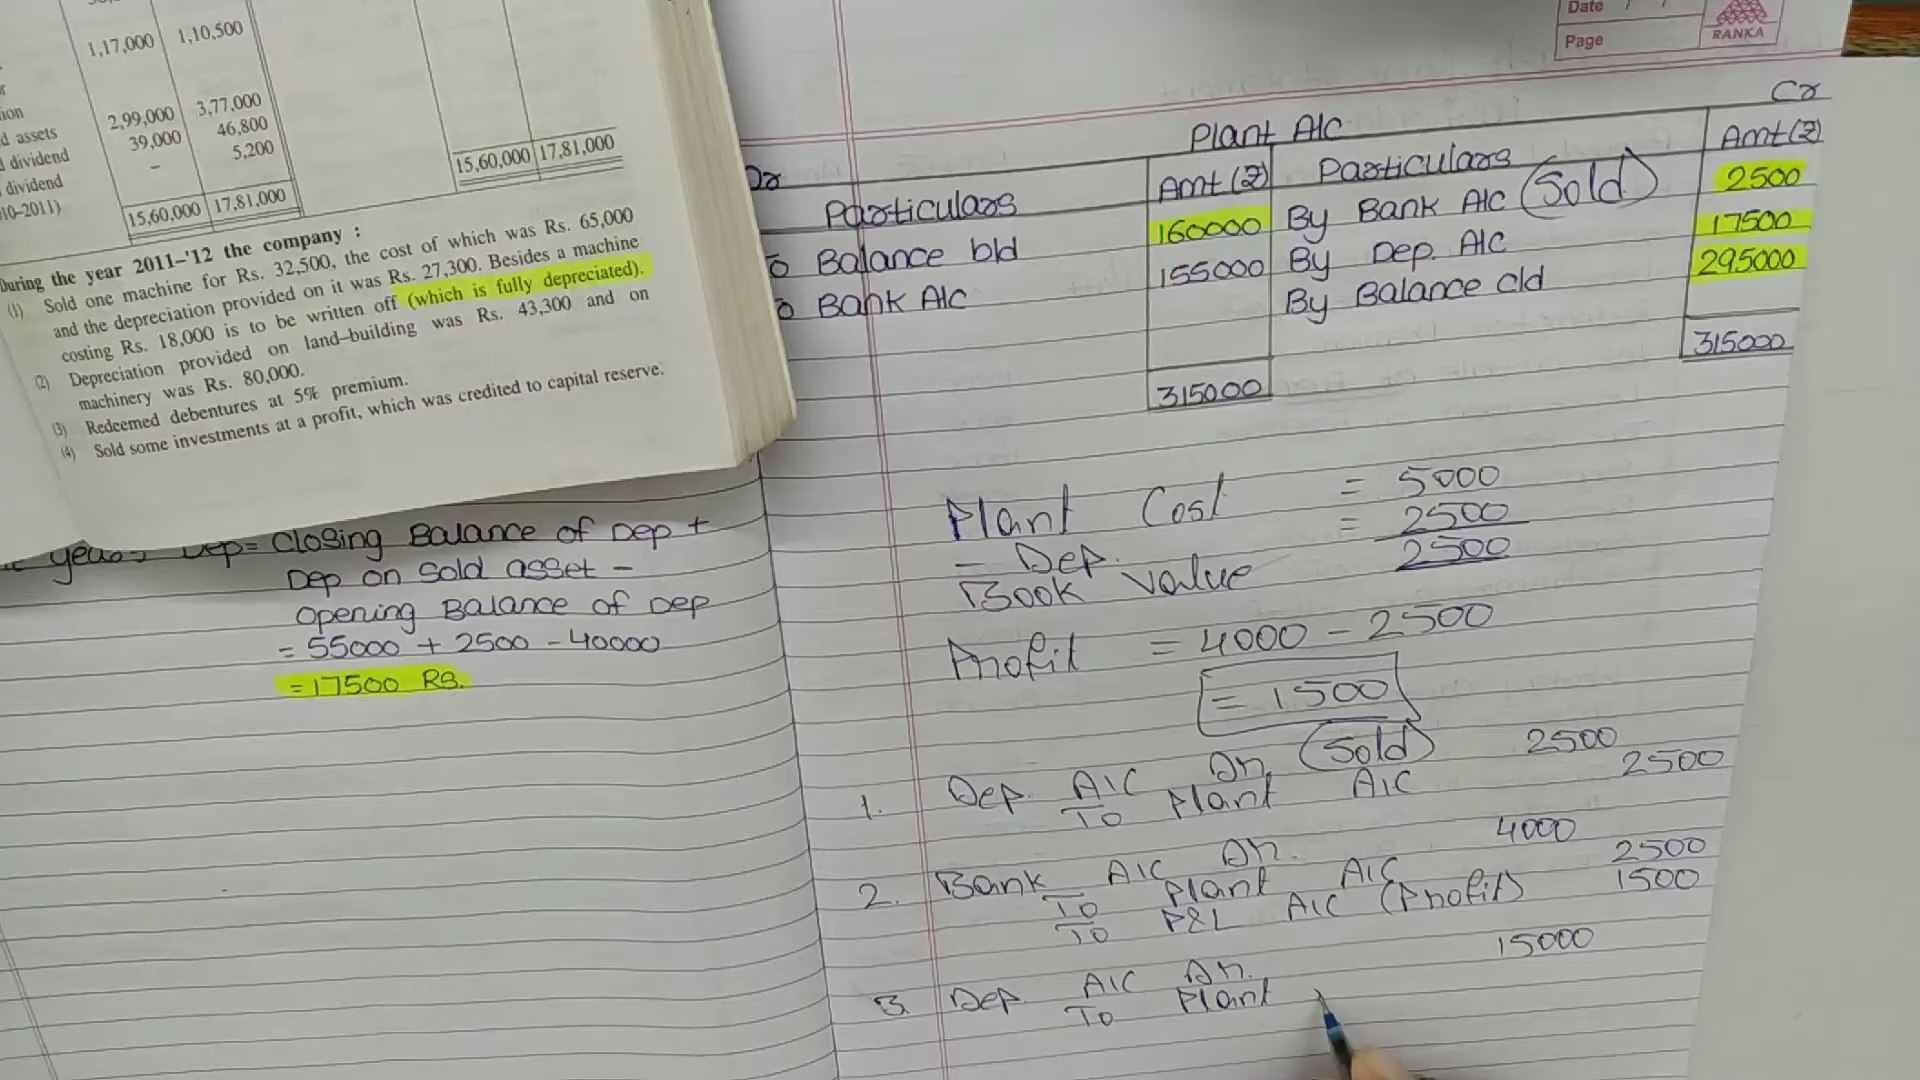 1,17,000 1,10,500
ion 2,99,000 3,77,000
d assets 39,000 46,800
d dividend – 5,200
dividend
10–2011)
15,60,000 17,81,000 15,60,000 17,81,000
During the year 2011–'12 the company :
(1) Sold one machine for Rs. 32,500, the cost of which was Rs. 65,000
and the depreciation provided on it was Rs. 27,300. Besides a machine
costing Rs. 18,000 is to be written off (which is fully depreciated).
(2) Depreciation provided on land–building was Rs. 43,300 and on
machinery was Rs. 80,000.
(3) Redeemed debentures at 5% premium.
(4) Sold some investments at a profit, which was credited to capital reserve.
Dep = Closing Balance of Dep +
Dep on sold asset –
Opening Balance of Dep
= 55000 + 2500 – 40000
= 17500 RS.
Date / /
Page
RANKA
Plant A/c
Dr Cr
Particulars Amt (₹) Particulars Amt (₹)
To Balance b/d 160000 By Bank A/c (Sold) 2500
To Bank A/c 155000 By Dep. A/c 17500
By Balance c/d 295000
315000 315000
Plant Cost = 5000
– Dep. = 2500
Book Value 2500
Profit = 4000 – 2500
= 1500
1. Dep. A/c Dr. (Sold) 2500
To Plant A/c 2500
2. Bank A/c Dr. 4000
To Plant A/c 2500
To P&L A/c (Profit) 1500
3. Dep. A/c Dr. 15000
To Plant